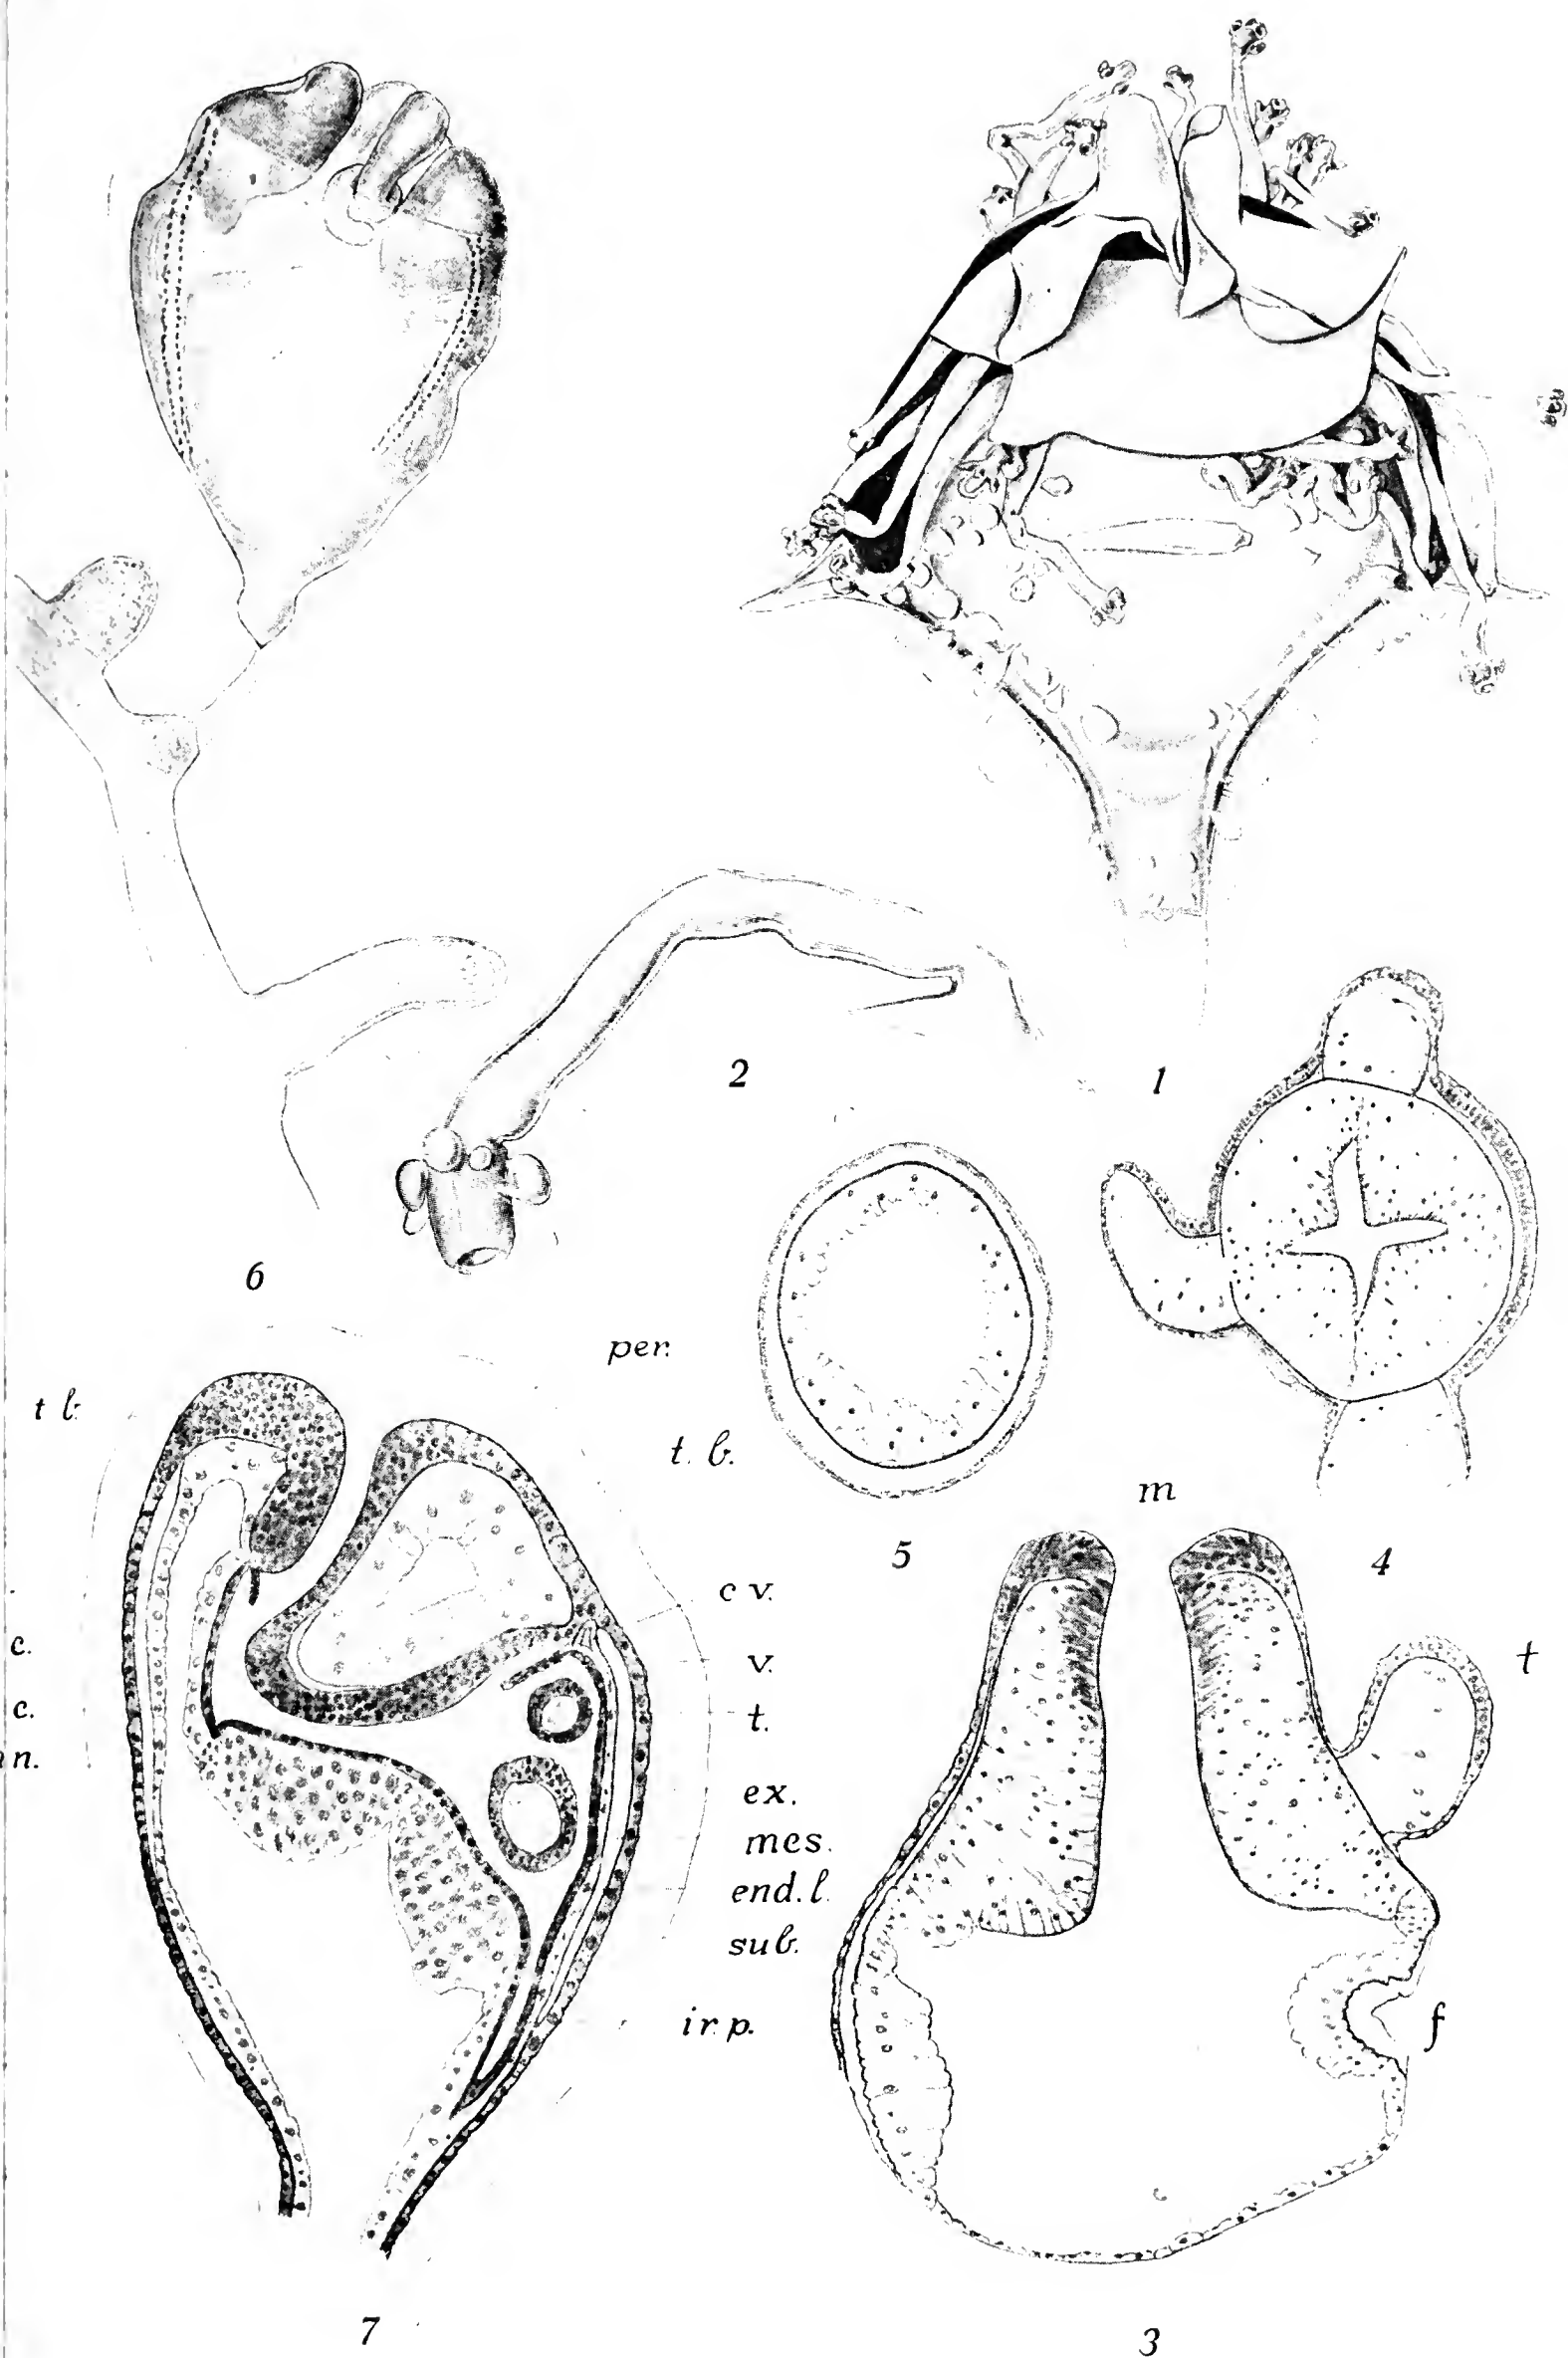 2
1
6
per.
t b.
t. b.
m
5
4
c v.
c.
v.
t
c.
t.
n.
ex.
mes.
end. l.
sub.
ir. p.
f
7
3